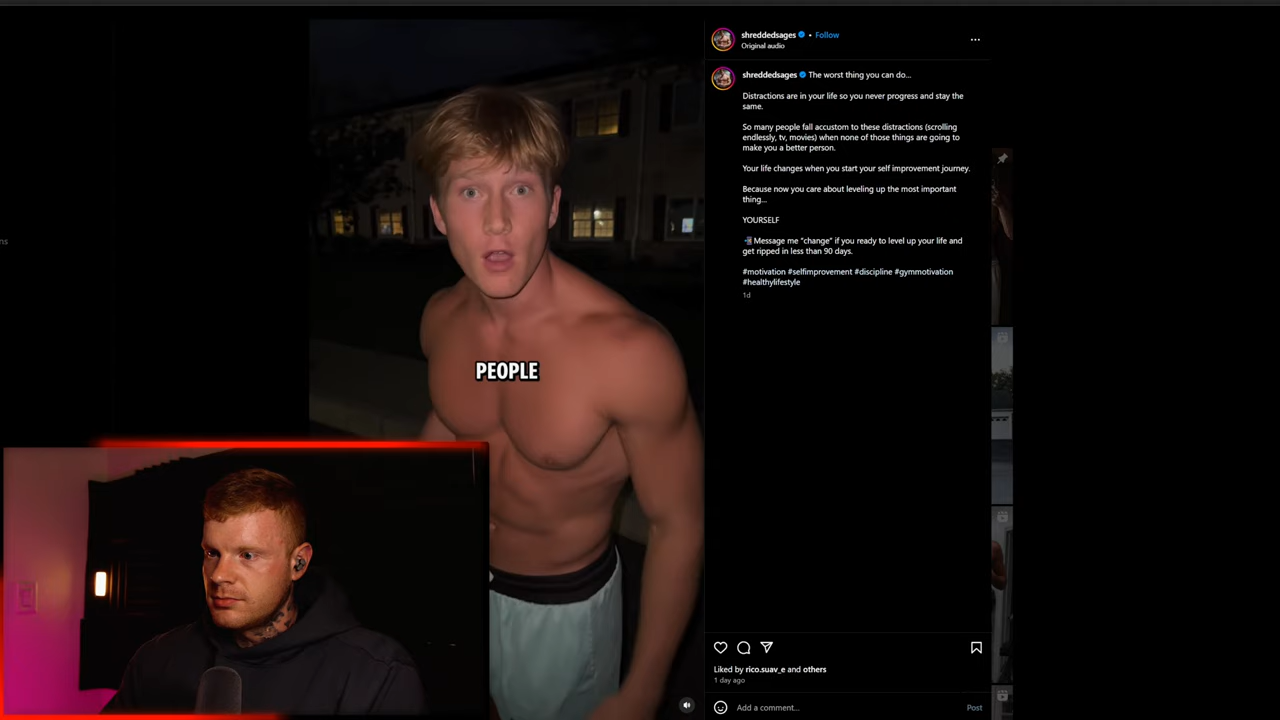 shreddedsages • Follow
Original audio
shreddedsages The worst thing you can do...
Distractions are in your life so you never progress and stay the
same.
So many people fall accustom to these distractions (scrolling
endlessly, tv, movies) when none of those things are going to
make you a better person.
Your life changes when you start your self improvement journey.
Because now you care about leveling up the most important
thing...
YOURSELF
Message me “change” if you ready to level up your life and
get ripped in less than 90 days.
#motivation #selfimprovement #discipline #gymmotivation
#healthylifestyle
1d
ns
PEOPLE
Liked by rico.suav_e and others
1 day ago
Add a comment...
Post